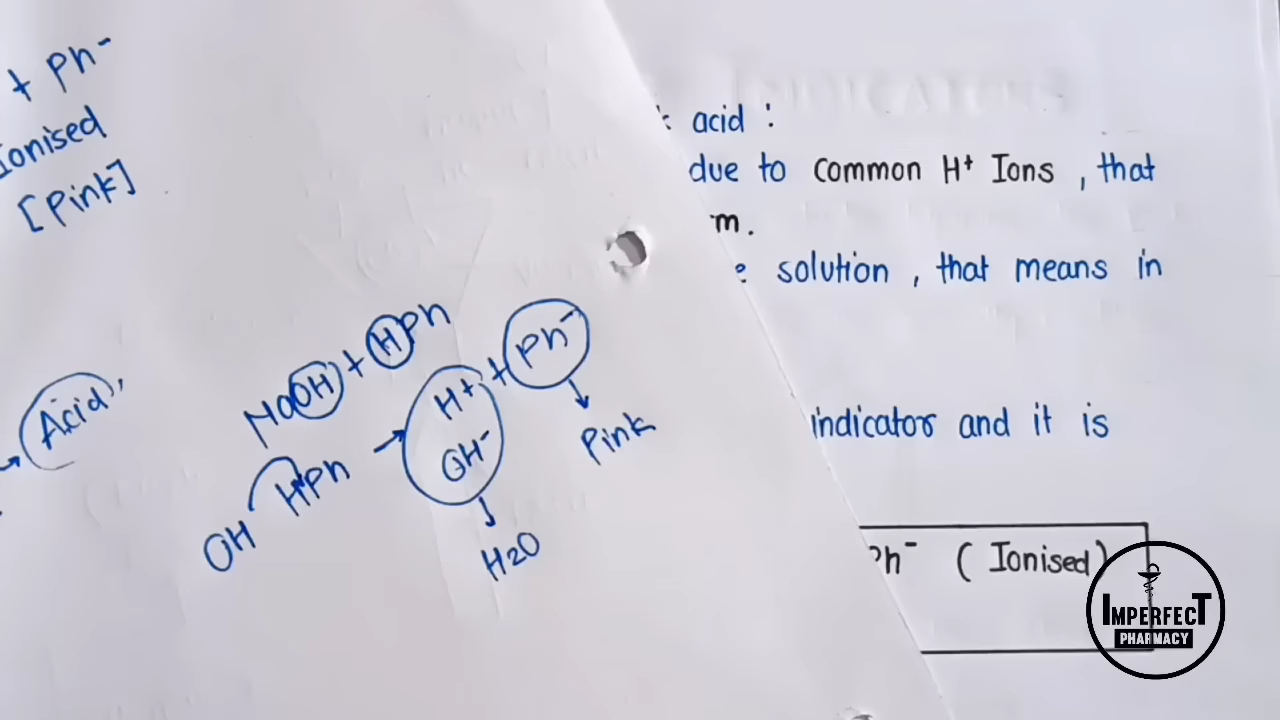 + Ph⁻
Ionised
[Pink]
Acid,
NaOH + HPh
OH HPh → H⁺ + Ph⁻
OH⁻
Pink
H2O
acid :
due to common H⁺ Ions , that
m.
e solution , that means in
indicator and it is
Ph⁻ ( Ionised)
IMPERFECT
PHARMACY